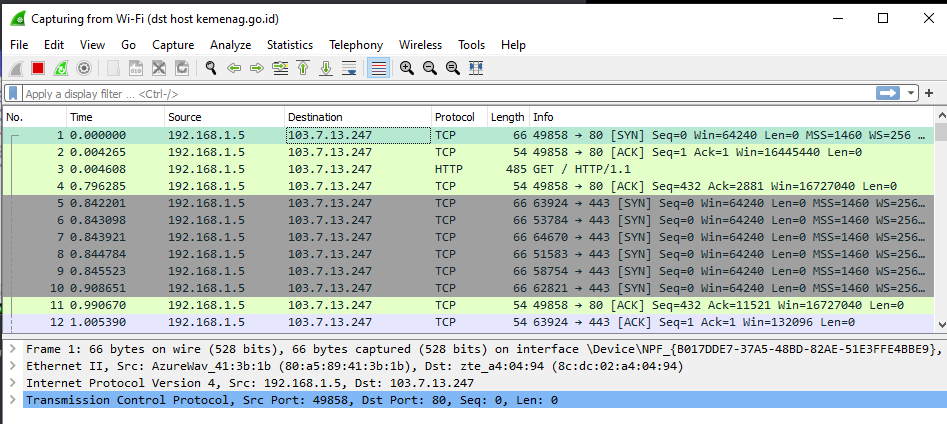 Capturing from Wi-Fi (dst host kemenag.go.id)
File Edit View Go Capture Analyze Statistics Telephony Wireless Tools Help
Apply a display filter ... <Ctrl-/>
No. Time Source Destination Protocol Length Info
1 0.000000 192.168.1.5 103.7.13.247 TCP 66 49858 → 80 [SYN] Seq=0 Win=64240 Len=0 MSS=1460 WS=256 …
2 0.004265 192.168.1.5 103.7.13.247 TCP 54 49858 → 80 [ACK] Seq=1 Ack=1 Win=16445440 Len=0
3 0.004608 192.168.1.5 103.7.13.247 HTTP 485 GET / HTTP/1.1
4 0.796285 192.168.1.5 103.7.13.247 TCP 54 49858 → 80 [ACK] Seq=432 Ack=2881 Win=16727040 Len=0
5 0.842201 192.168.1.5 103.7.13.247 TCP 66 63924 → 443 [SYN] Seq=0 Win=64240 Len=0 MSS=1460 WS=256…
6 0.843098 192.168.1.5 103.7.13.247 TCP 66 53784 → 443 [SYN] Seq=0 Win=64240 Len=0 MSS=1460 WS=256…
7 0.843921 192.168.1.5 103.7.13.247 TCP 66 64670 → 443 [SYN] Seq=0 Win=64240 Len=0 MSS=1460 WS=256…
8 0.844784 192.168.1.5 103.7.13.247 TCP 66 51583 → 443 [SYN] Seq=0 Win=64240 Len=0 MSS=1460 WS=256…
9 0.845523 192.168.1.5 103.7.13.247 TCP 66 58754 → 443 [SYN] Seq=0 Win=64240 Len=0 MSS=1460 WS=256…
10 0.908651 192.168.1.5 103.7.13.247 TCP 66 62821 → 443 [SYN] Seq=0 Win=64240 Len=0 MSS=1460 WS=256…
11 0.990670 192.168.1.5 103.7.13.247 TCP 54 49858 → 80 [ACK] Seq=432 Ack=11521 Win=16727040 Len=0
12 1.005390 192.168.1.5 103.7.13.247 TCP 54 63924 → 443 [ACK] Seq=1 Ack=1 Win=132096 Len=0
Frame 1: 66 bytes on wire (528 bits), 66 bytes captured (528 bits) on interface \Device\NPF_{B017DDE7-37A5-48BD-82AE-51E3FFE4BBE9},
Ethernet II, Src: AzureWav_41:3b:1b (80:a5:89:41:3b:1b), Dst: zte_a4:04:94 (8c:dc:02:a4:04:94)
Internet Protocol Version 4, Src: 192.168.1.5, Dst: 103.7.13.247
Transmission Control Protocol, Src Port: 49858, Dst Port: 80, Seq: 0, Len: 0